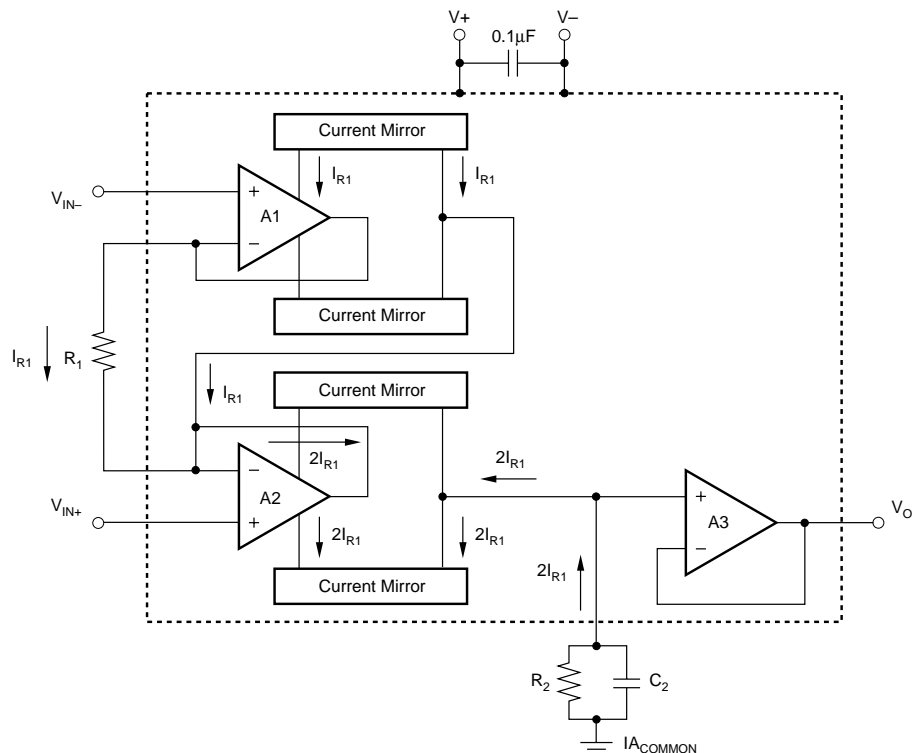 V+
V−
0.1µF
Current Mirror
I_R1
I_R1
V_IN−
+
A1
−
Current Mirror
I_R1
R_1
I_R1
Current Mirror
2I_R1
2I_R1
−
A2
+
V_IN+
2I_R1
2I_R1
+
A3
−
V_O
Current Mirror
2I_R1
R_2
C_2
IA_COMMON